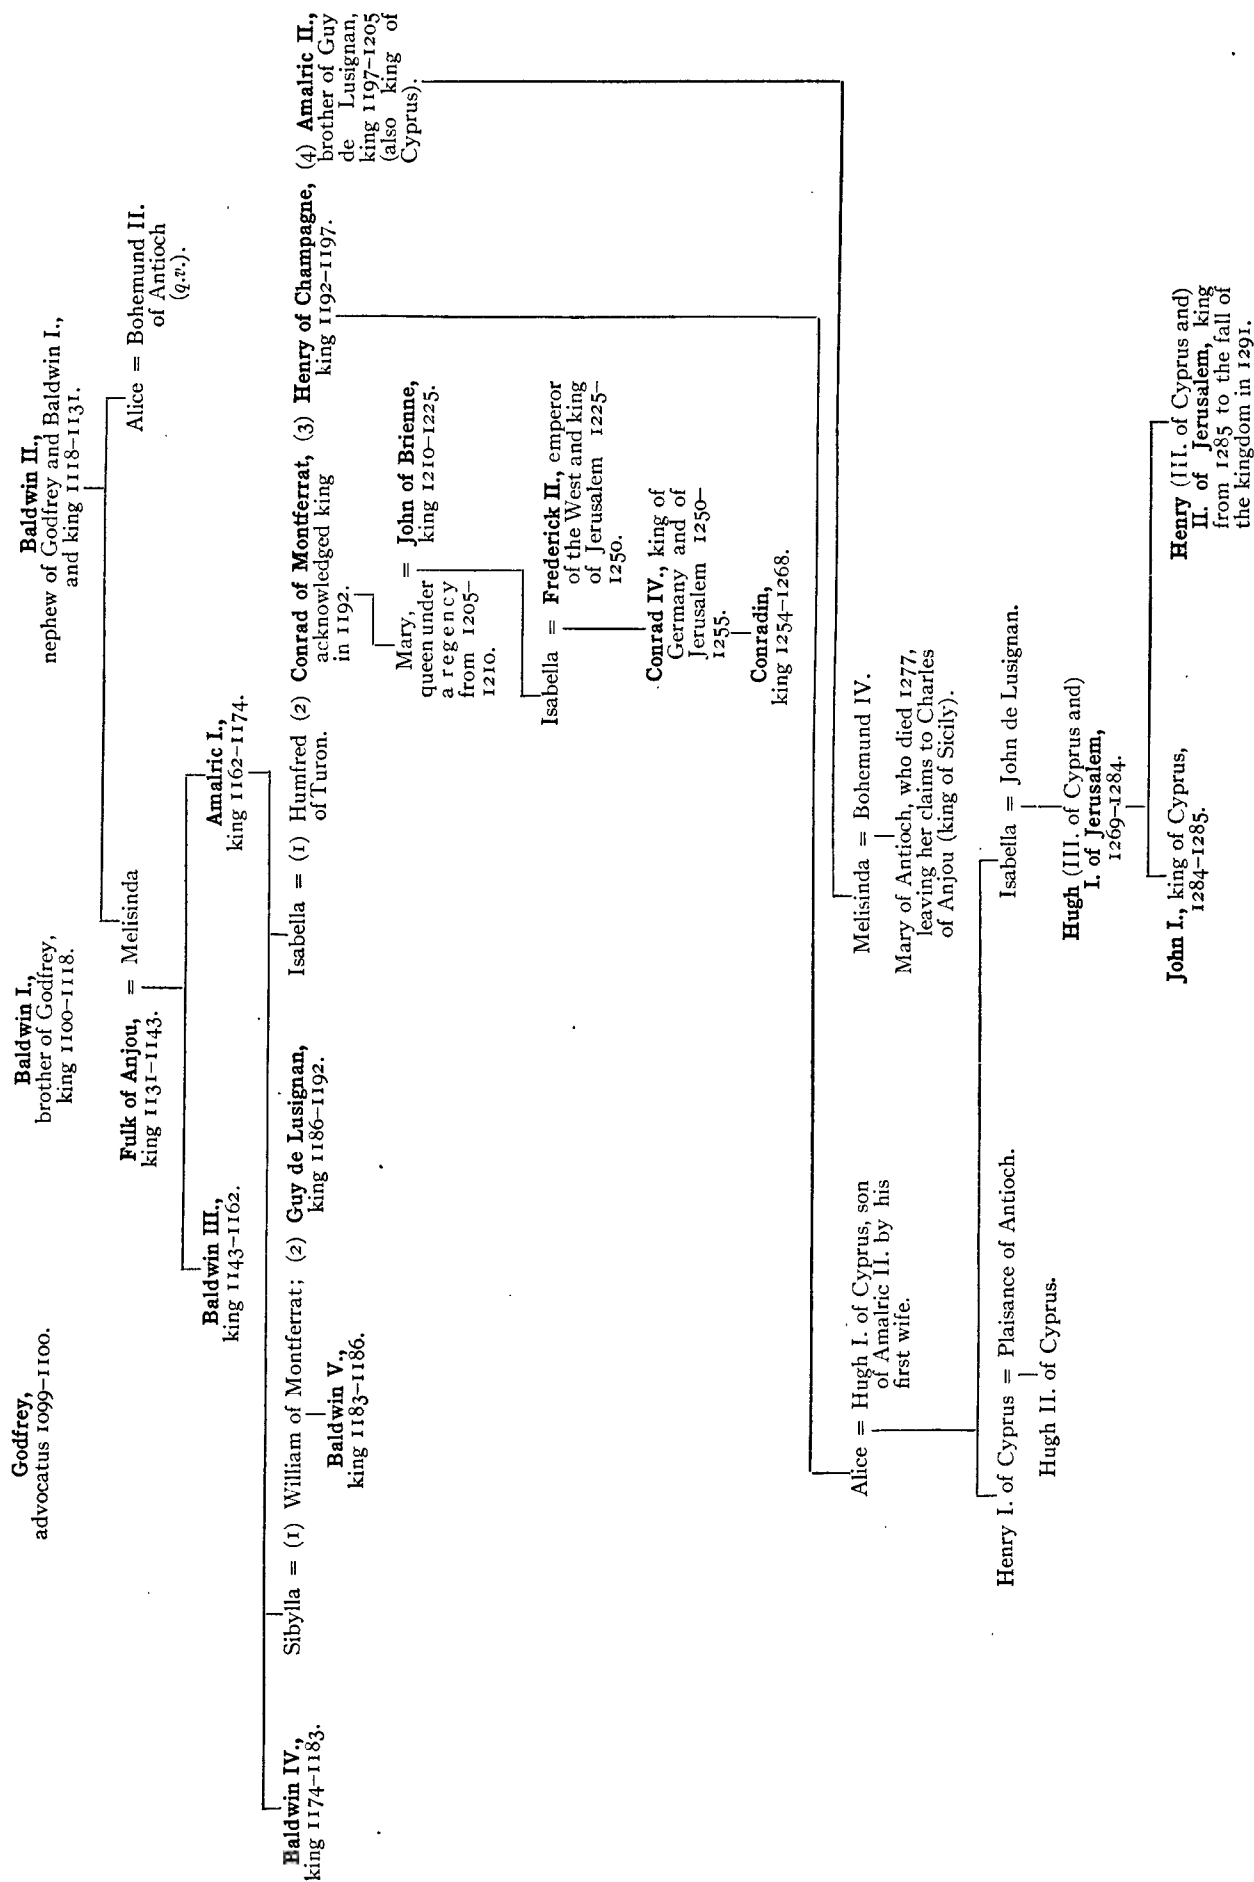 Godfrey,
advocatus 1099–1100.
Baldwin I.,
brother of Godfrey,
king 1100–1118.
Baldwin II.,
nephew of Godfrey and Baldwin I.,
and king 1118–1131.
Fulk of Anjou, = Melisinda
king 1131–1143.
Alice = Bohemund II.
of Antioch
(q.v.).
Baldwin III.,
king 1143–1162.
Amalric I.,
king 1162–1174.
Baldwin IV.,
king 1174–1183.
Sibylla = (1) William of Montferrat; (2) Guy de Lusignan,
king 1186–1192.
Baldwin V.,
king 1183–1186.
Isabella = (1) Humfred (2) Conrad of Montferrat, (3) Henry of Champagne, (4) Amalric II.,
of Turon.
acknowledged king
in 1192.
king 1192–1197.
brother of Guy
de Lusignan,
king 1197–1205
(also king of
Cyprus).
Mary, = John of Brienne,
queen under
a regency
from 1205–
1210.
king 1210–1225.
Isabella = Frederick II., emperor
of the West and king
of Jerusalem 1225–
1250.
Conrad IV., king of
Germany and of
Jerusalem 1250–
1255.
Conradin,
king 1254–1268.
Alice = Hugh I. of Cyprus, son
of Amalric II. by his
first wife.
Melisinda = Bohemund IV.
Mary of Antioch, who died 1277,
leaving her claims to Charles
of Anjou (king of Sicily).
Henry I. of Cyprus = Plaisance of Antioch.
Hugh II. of Cyprus.
Isabella = John de Lusignan.
Hugh (III. of Cyprus and)
I. of Jerusalem,
1269–1284.
John I., king of Cyprus,
1284–1285.
Henry (III. of Cyprus and)
II. of Jerusalem, king
from 1285 to the fall of
the kingdom in 1291.